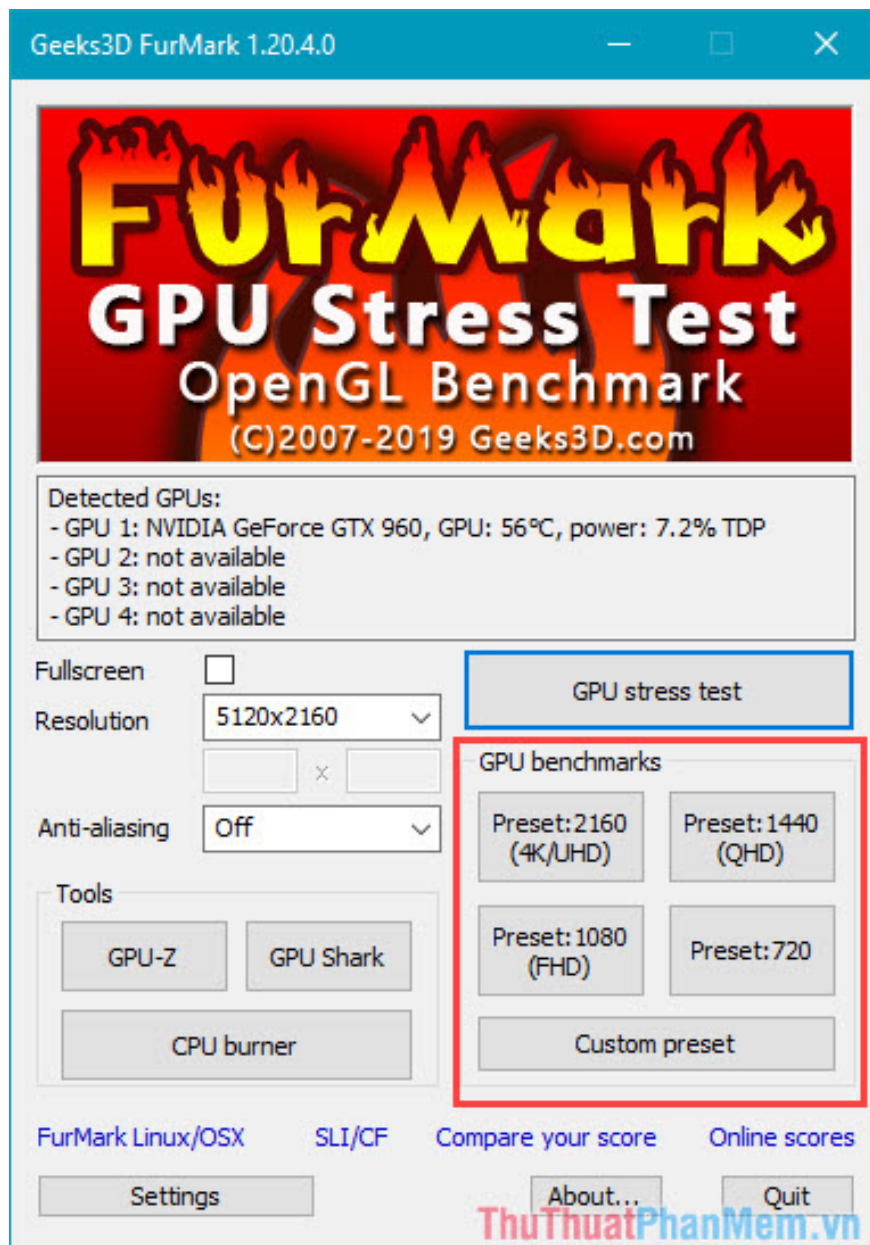 Geeks3D FurMark 1.20.4.0
FurMark
GPU Stress Test
OpenGL Benchmark
(C)2007-2019 Geeks3D.com
Detected GPUs:
- GPU 1: NVIDIA GeForce GTX 960, GPU: 56°C, power: 7.2% TDP
- GPU 2: not available
- GPU 3: not available
- GPU 4: not available
Fullscreen
GPU stress test
Resolution
5120x2160
x
GPU benchmarks
Anti-aliasing
Off
Preset:2160
(4K/UHD)
Preset:1440
(QHD)
Tools
GPU-Z
GPU Shark
Preset:1080
(FHD)
Preset:720
CPU burner
Custom preset
FurMark Linux/OSX
SLI/CF
Compare your score
Online scores
Settings
About...
Quit
ThuThuatPhanMem.vn